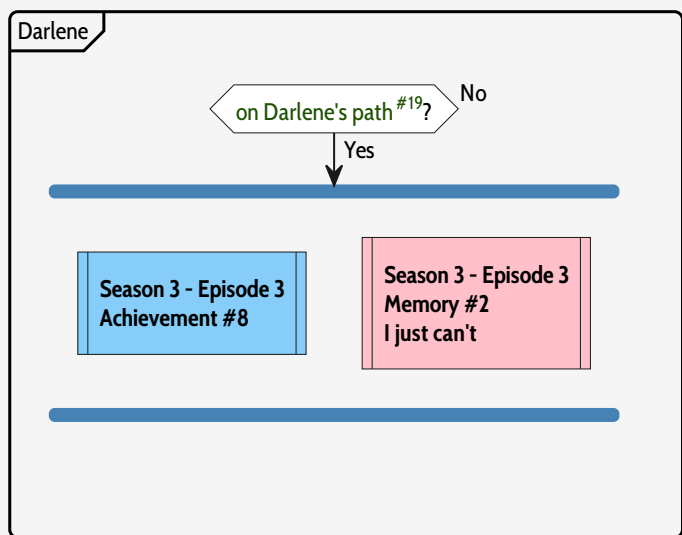 Darlene
on Darlene's path #19?
No
Yes
Season 3 - Episode 3
Achievement #8
Season 3 - Episode 3
Memory #2
I just can't